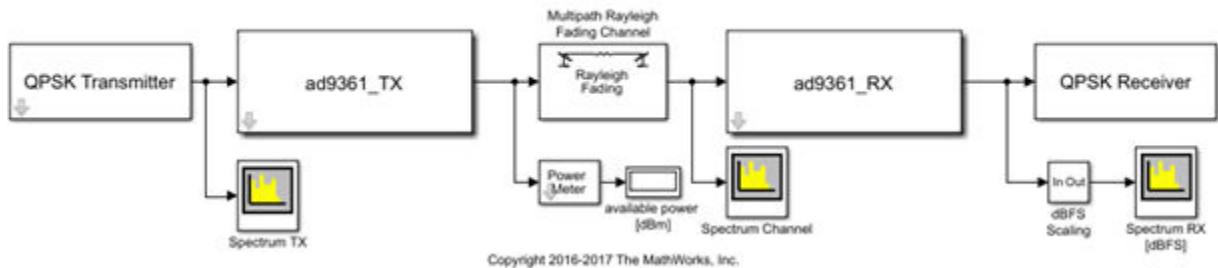 Multipath Rayleigh
Fading Channel
QPSK Transmitter
ad9361_TX
Rayleigh
Fading
ad9361_RX
QPSK Receiver
Spectrum TX
Power
Meter
available power
[dBm]
Spectrum Channel
In Out
dBFS
Scaling
Spectrum RX
[dBFS]
Copyright 2016-2017 The MathWorks, Inc.